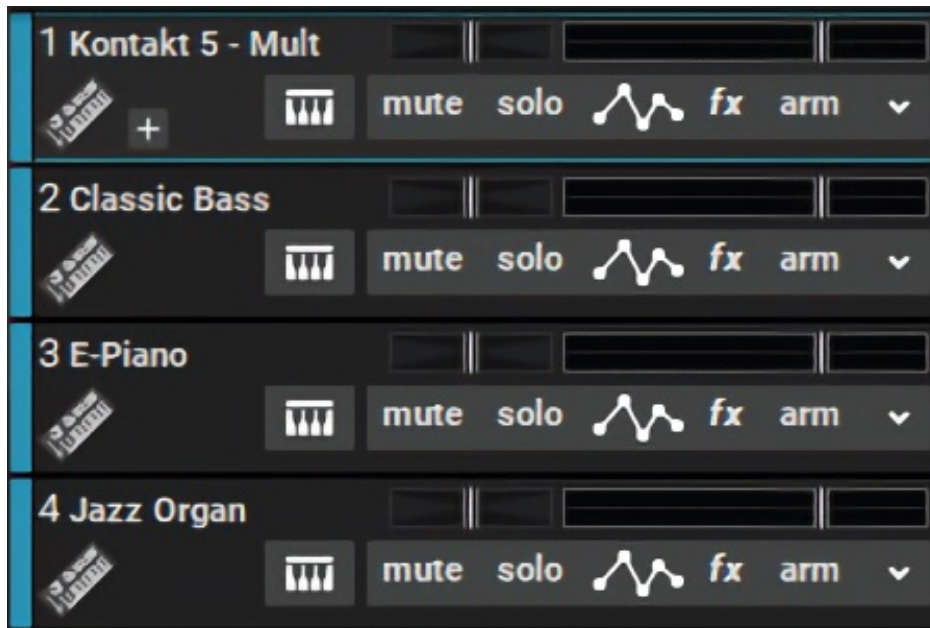 1 Kontakt 5 - Mult
+ mute solo fx arm
2 Classic Bass
mute solo fx arm
3 E-Piano
mute solo fx arm
4 Jazz Organ
mute solo fx arm